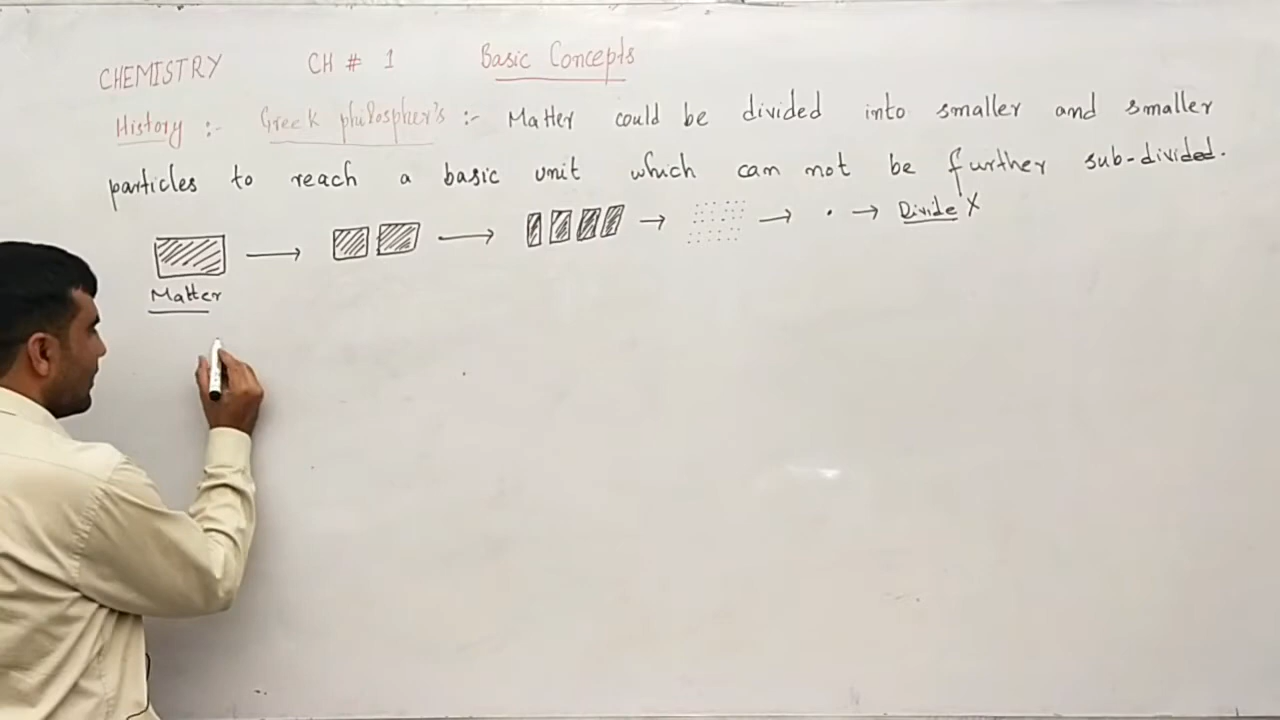 CHEMISTRY CH # 1 Basic Concepts
History :- Greek philospher's :- Matter could be divided into smaller and smaller
particles to reach a basic unit which can not be further sub-divided.
Divide X
Matter